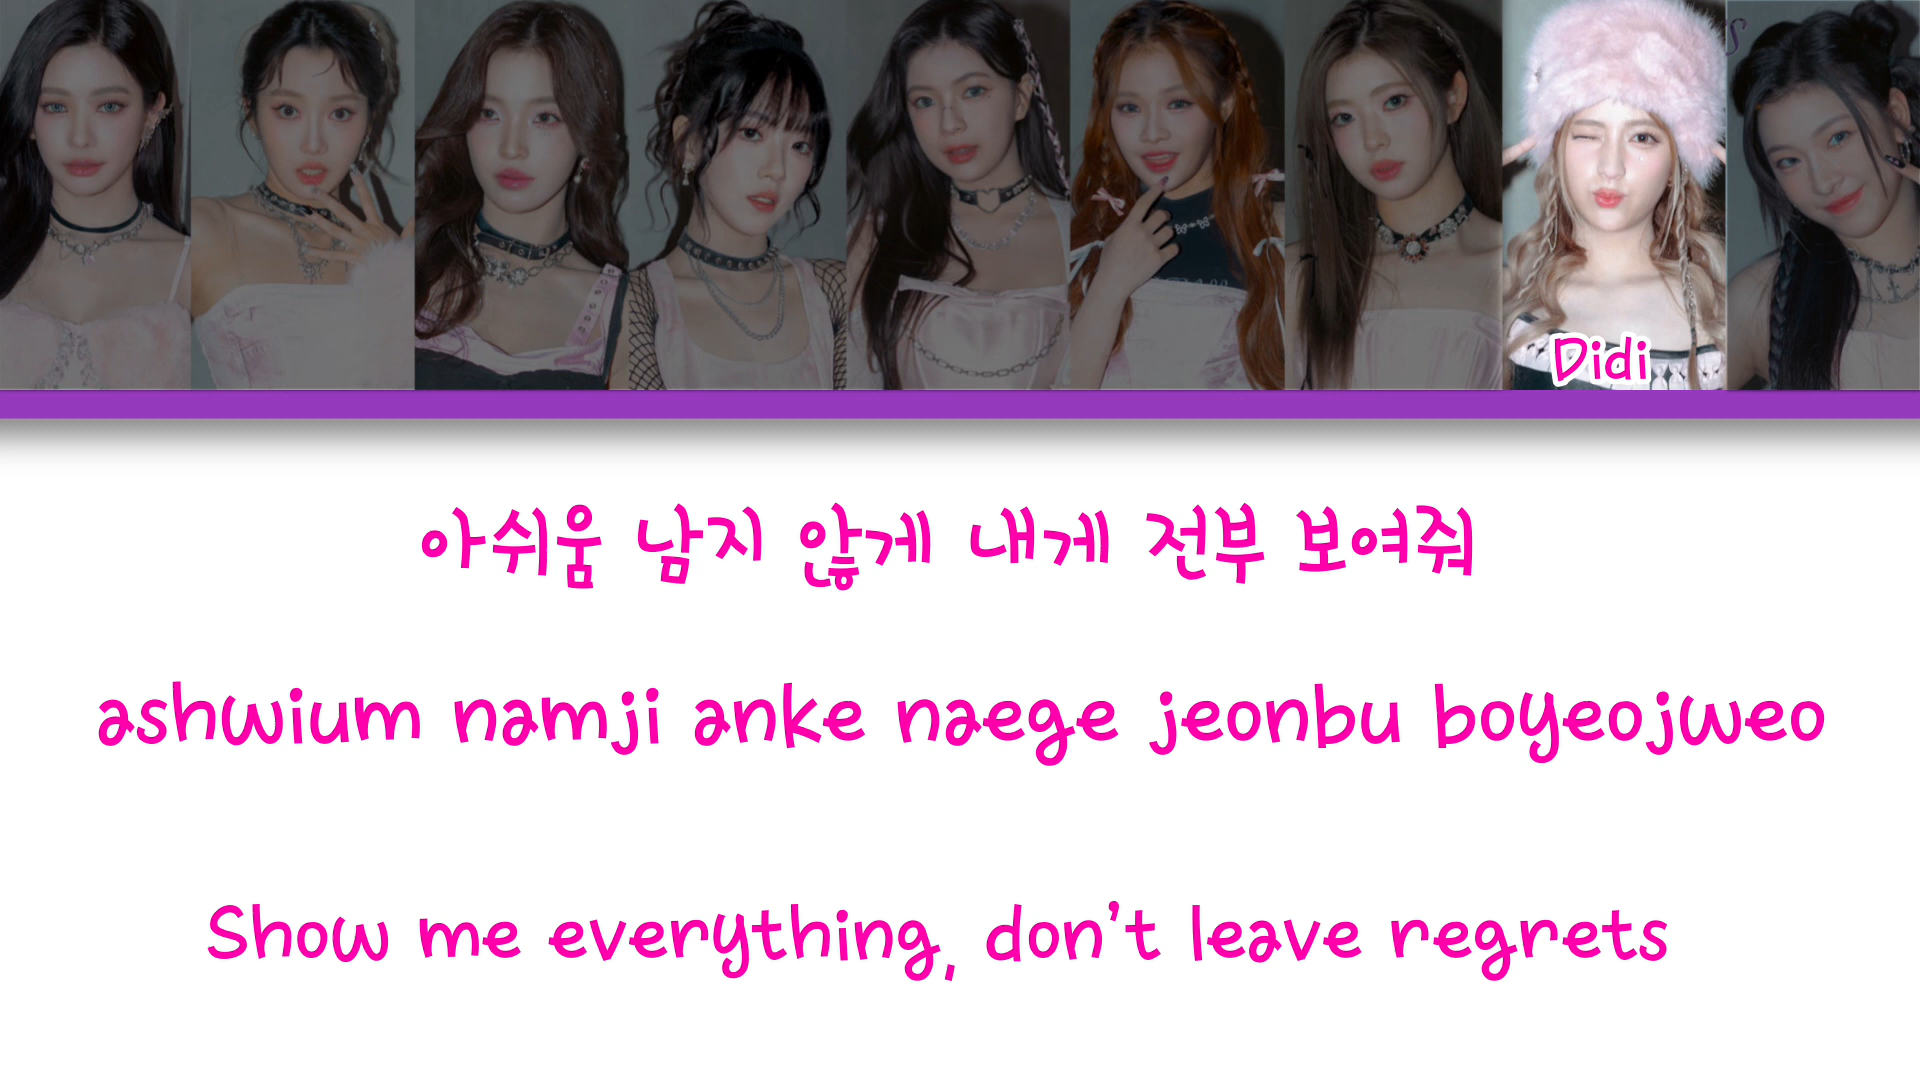 Didi
아쉬움 남지 않게 내게 전부 보여줘
ashwium namji anke naege jeonbu boyeojweo
Show me everything, don’t leave regrets